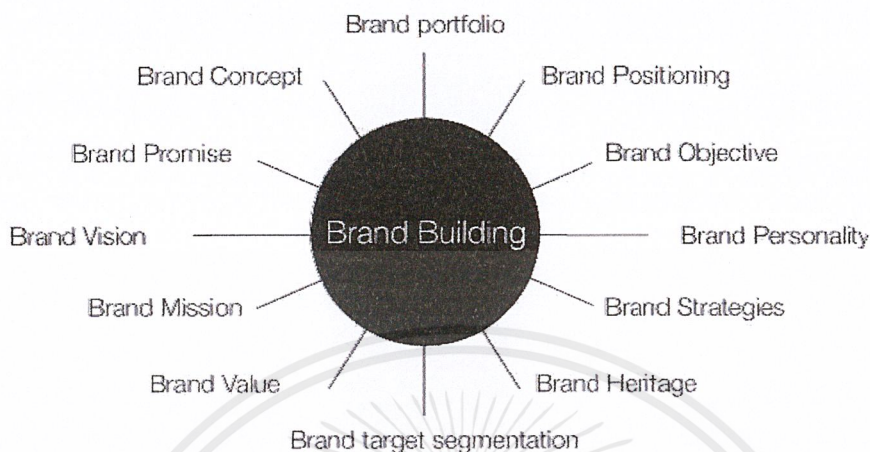 Brand portfolio
Brand Concept
Brand Positioning
Brand Promise
Brand Objective
Brand Vision
Brand Building
Brand Personality
Brand Mission
Brand Strategies
Brand Value
Brand Heritage
Brand target segmentation